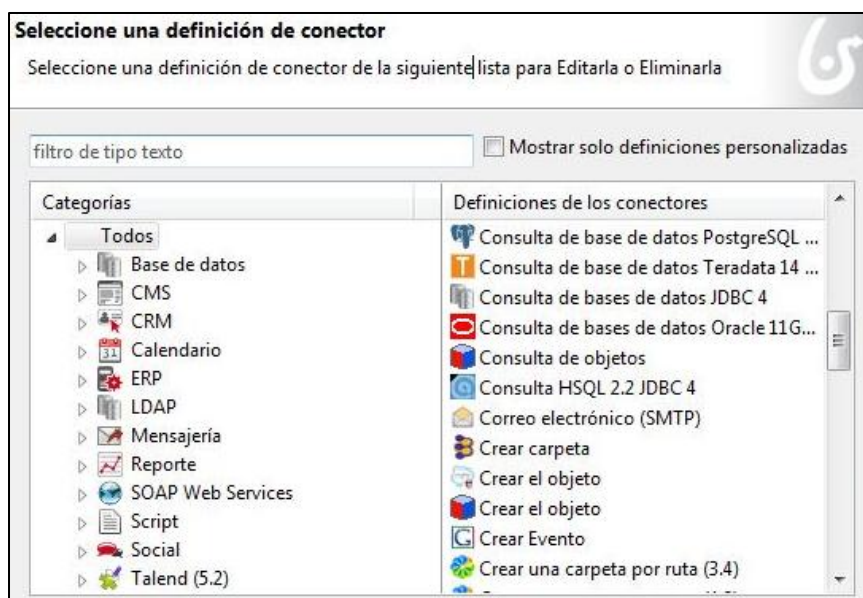 Seleccione una definición de conector
Seleccione una definición de conector de la siguiente lista para Editarla o Eliminarla
filtro de tipo texto
Mostrar solo definiciones personalizadas
Categorías
Todos
Base de datos
CMS
CRM
31
Calendario
ERP
LDAP
Mensajería
Reporte
SOAP Web Services
Script
Social
Talend (5.2)
Definiciones de los conectores
Consulta de base de datos PostgreSQL ...
T Consulta de base de datos Teradata 14 ...
Consulta de bases de datos JDBC 4
Consulta de bases de datos Oracle 11G...
Consulta de objetos
Consulta HSQL 2.2 JDBC 4
Correo electrónico (SMTP)
Crear carpeta
Crear el objeto
Crear el objeto
G Crear Evento
Crear una carpeta por ruta (3.4)